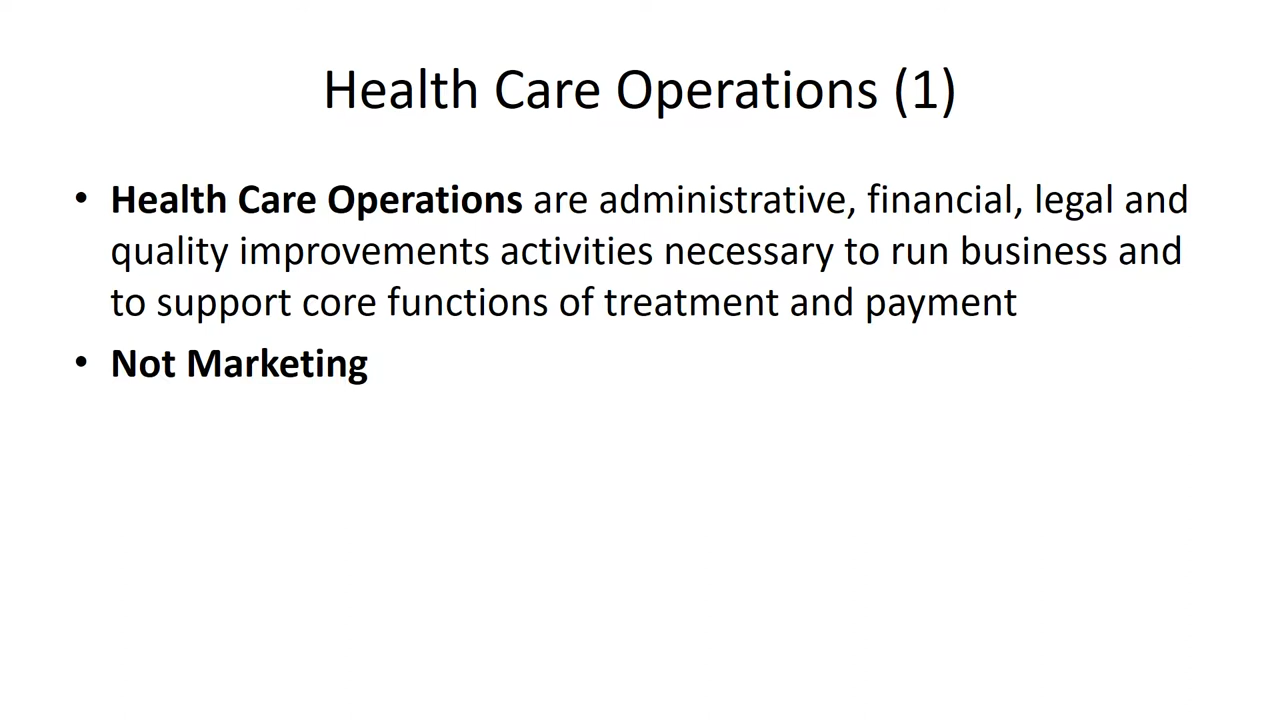 Health Care Operations (1)
• Health Care Operations are administrative, financial, legal and
quality improvements activities necessary to run business and
to support core functions of treatment and payment
• Not Marketing